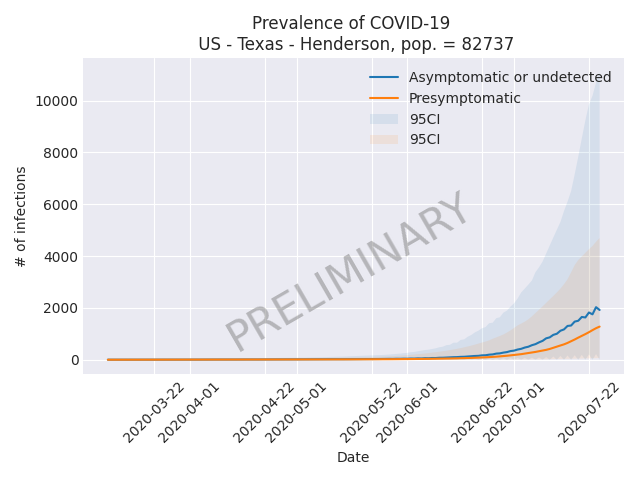 Prevalence of COVID-19
US - Texas - Henderson, pop. = 82737
Asymptomatic or undetected
Presymptomatic
95CI
95CI
10000
8000
6000
4000
2000
0
# of infections
PRELIMINARY
2020-03-22
2020-04-01
2020-04-22
2020-05-01
2020-05-22
2020-06-01
2020-06-22
2020-07-01
2020-07-22
Date